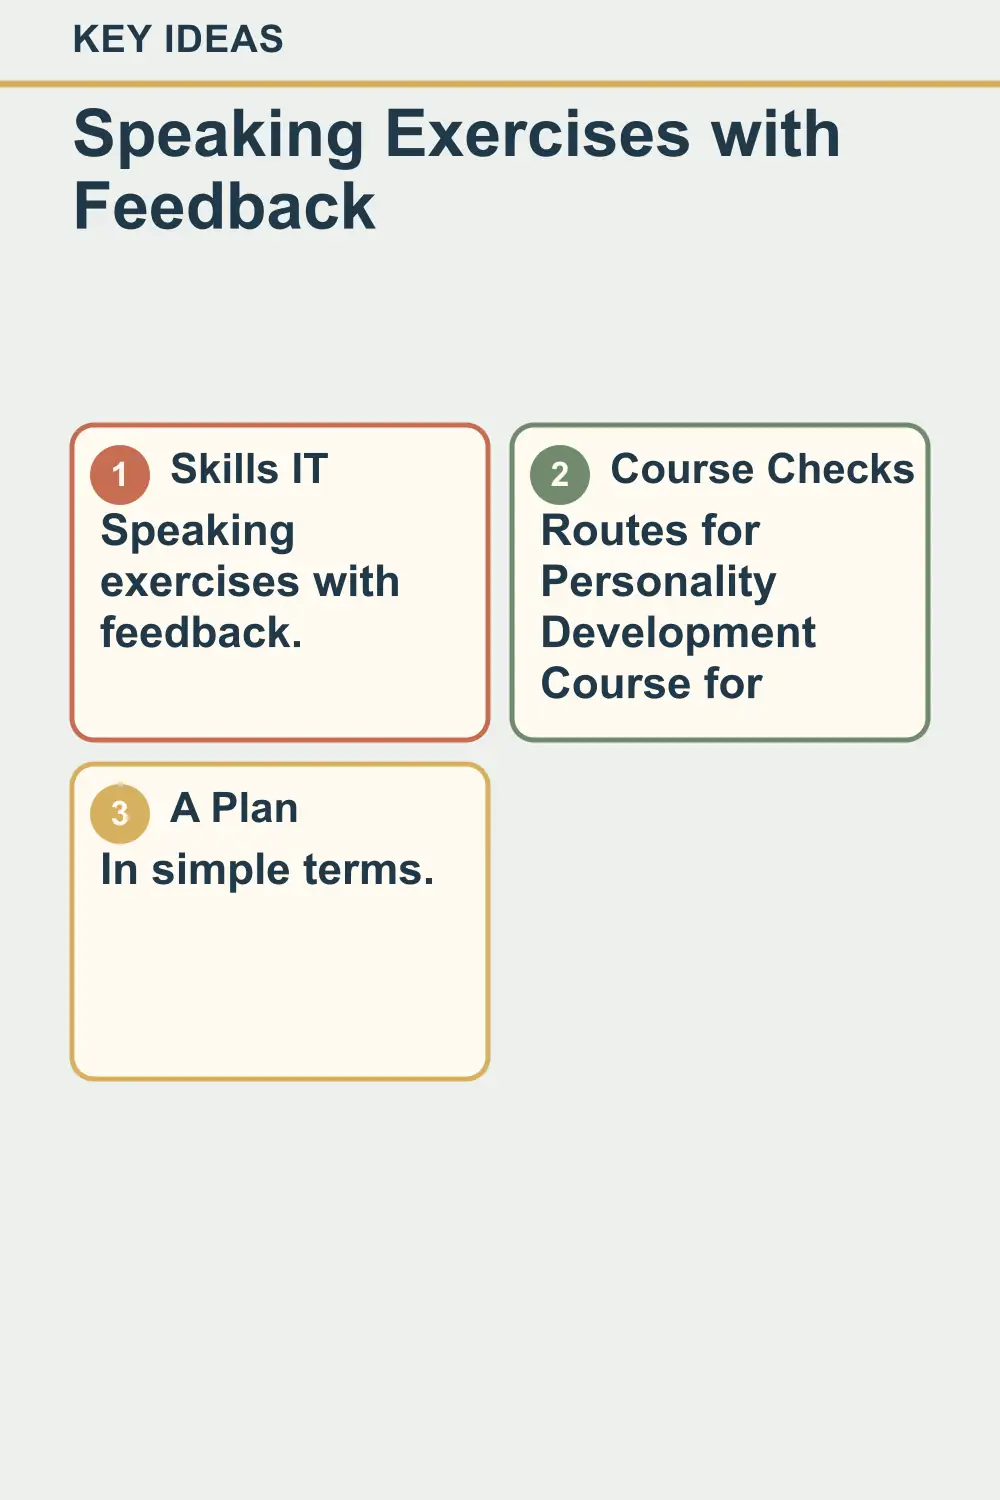 KEY IDEAS
Speaking Exercises with
Feedback
1 Skills IT
Speaking
exercises with
feedback.
2 Course Checks
Routes for
Personality
Development
Course for
3 A Plan
In simple terms.